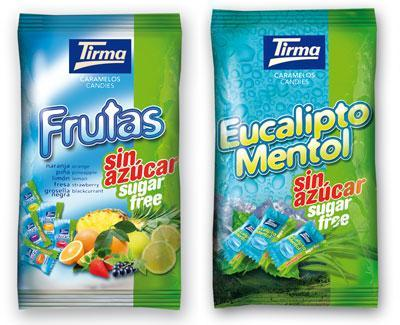 Tirma
CARAMELOS
CANDIES
Frutas
naranja orange
piña pineapple
limón lemon
fresa strawberry
grosella blackcurrant
negra
sin
azúcar
sugar
free
Tirma
CARAMELOS
CANDIES
Eucalipto
Mentol
sin
azúcar
sugar
free